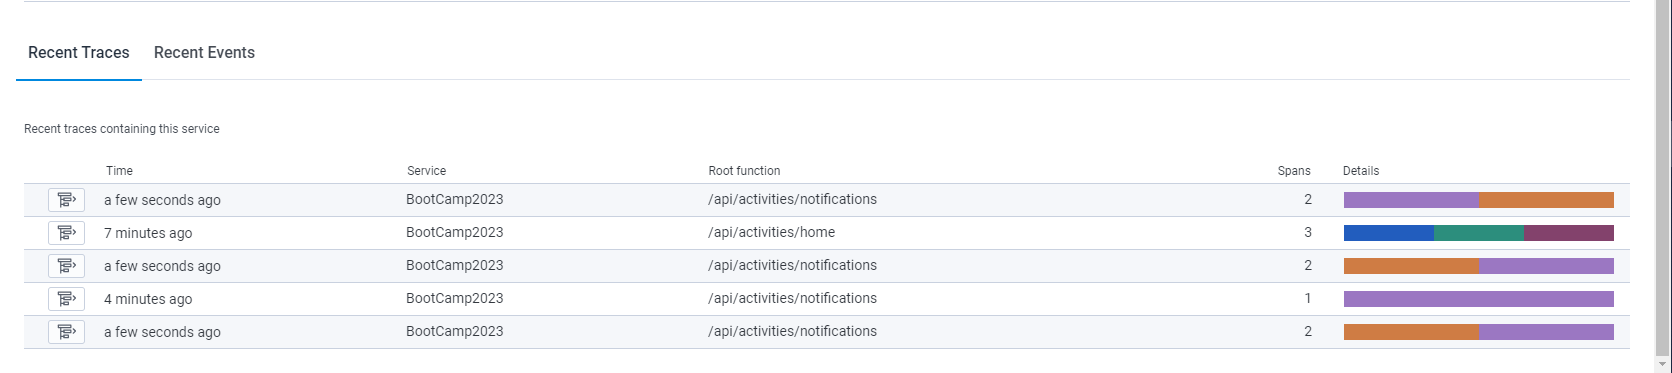 Recent Traces Recent Events
Recent traces containing this service
Time Service Root function Spans Details
a few seconds ago BootCamp2023 /api/activities/notifications 2
7 minutes ago BootCamp2023 /api/activities/home 3
a few seconds ago BootCamp2023 /api/activities/notifications 2
4 minutes ago BootCamp2023 /api/activities/notifications 1
a few seconds ago BootCamp2023 /api/activities/notifications 2